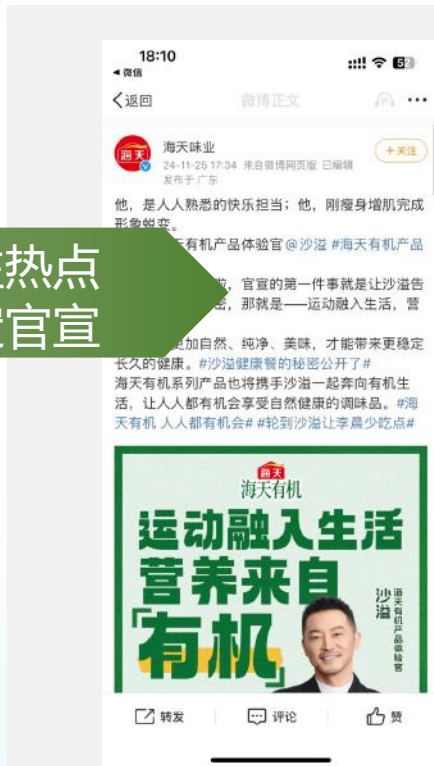 18:10
微信
52
返回
微博正文
海天
海天味业
+关注
24-11-25 17:34 来自微博网页版 已编辑
发布于 广东
他，是人人熟悉的快乐担当；他，刚瘦身增肌完成
形象蜕变。
有机产品体验官@沙溢 #海天有机产品
官宣的第一件事就是让沙溢告
密，那就是——运动融入生活，营
加自然、纯净、美味，才能带来更稳定
长久的健康。#沙溢健康餐的秘密公开了#
海天有机系列产品也将携手沙溢一起奔向有机生
活，让人人都有机会享受自然健康的调味品。#海
天有机 人人都有机会# #轮到沙溢让李晨少吃点#
热点
官宣
海天
海天有机
运动融入生活
营养来自
「有机」
沙溢
海天有机产品体验官
转发
评论
赞